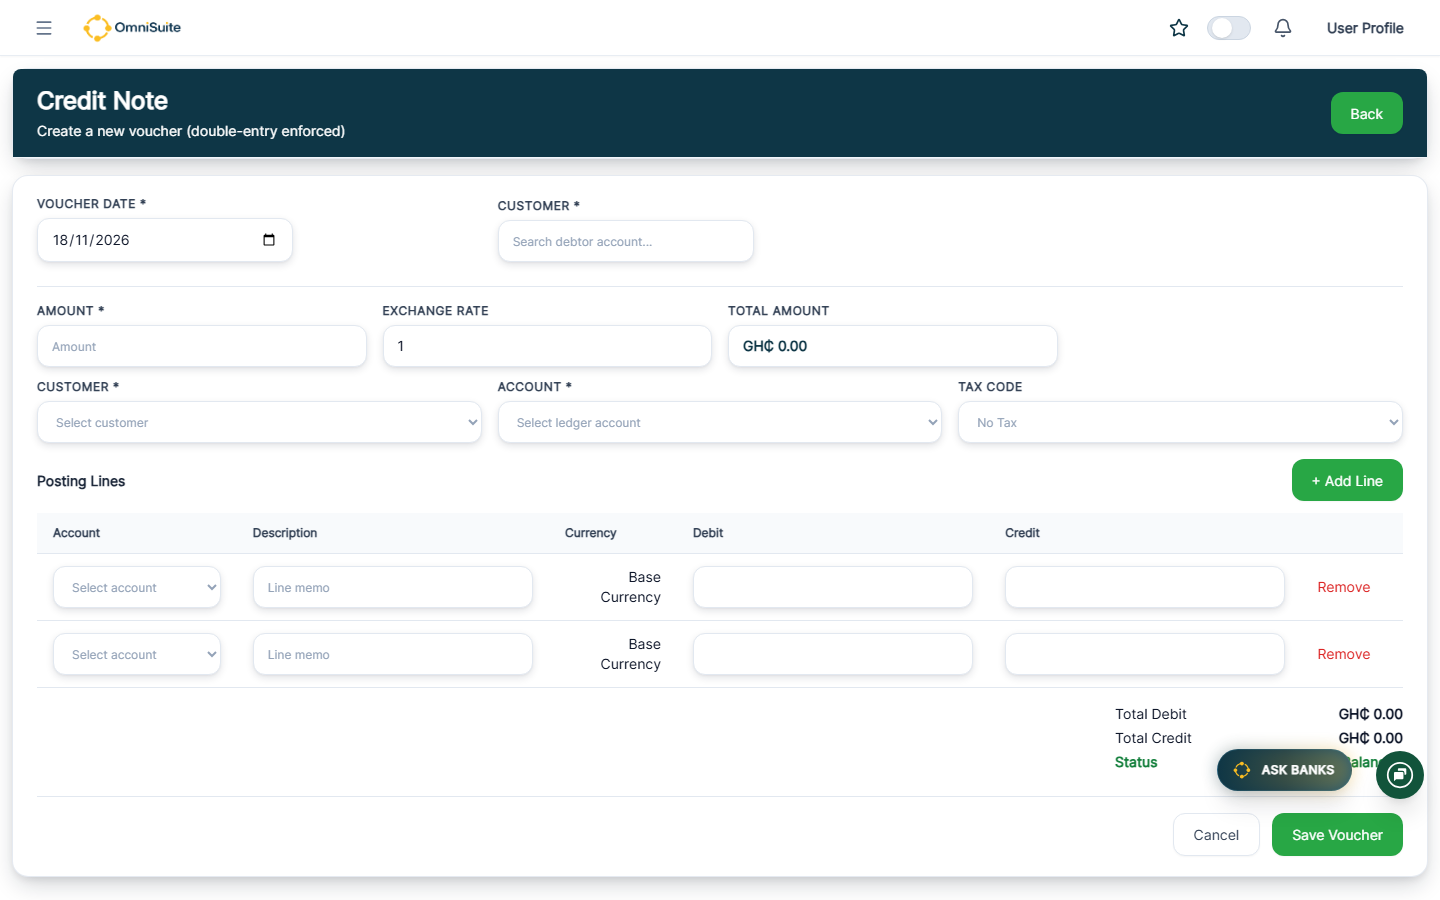 OmniSuite
User Profile
Credit Note
Create a new voucher (double-entry enforced)
Back
VOUCHER DATE *
CUSTOMER *
18/11/2026
Search debtor account...
AMOUNT *
EXCHANGE RATE
TOTAL AMOUNT
Amount
1
GH₵ 0.00
CUSTOMER *
ACCOUNT *
TAX CODE
Select customer
Select ledger account
No Tax
Posting Lines
+ Add Line
Account
Description
Currency
Debit
Credit
Select account
Line memo
Base
Currency
Remove
Select account
Line memo
Base
Currency
Remove
Total Debit
GH₵ 0.00
Total Credit
GH₵ 0.00
Status
ASK BANKS
Cancel
Save Voucher